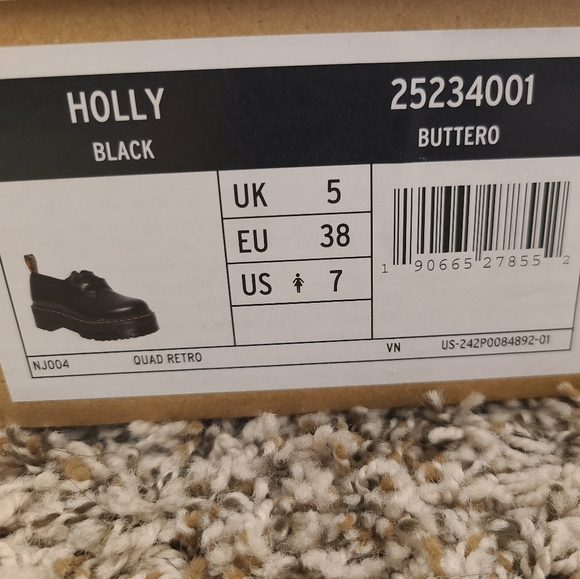 HOLLY 25234001
BLACK BUTTERO
UK 5
EU 38
US 7
1 90665 27855 2
NJ004 QUAD RETRO VN US-242P0084892-01